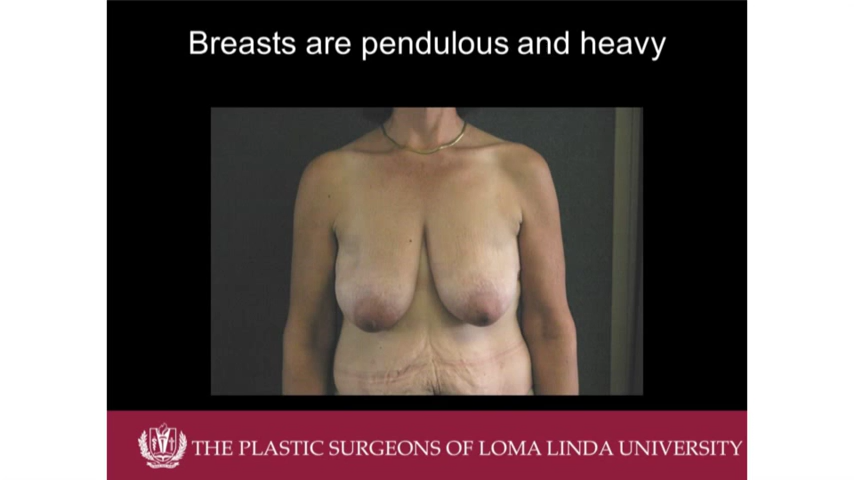 Breasts are pendulous and heavy
THE PLASTIC SURGEONS OF LOMA LINDA UNIVERSITY